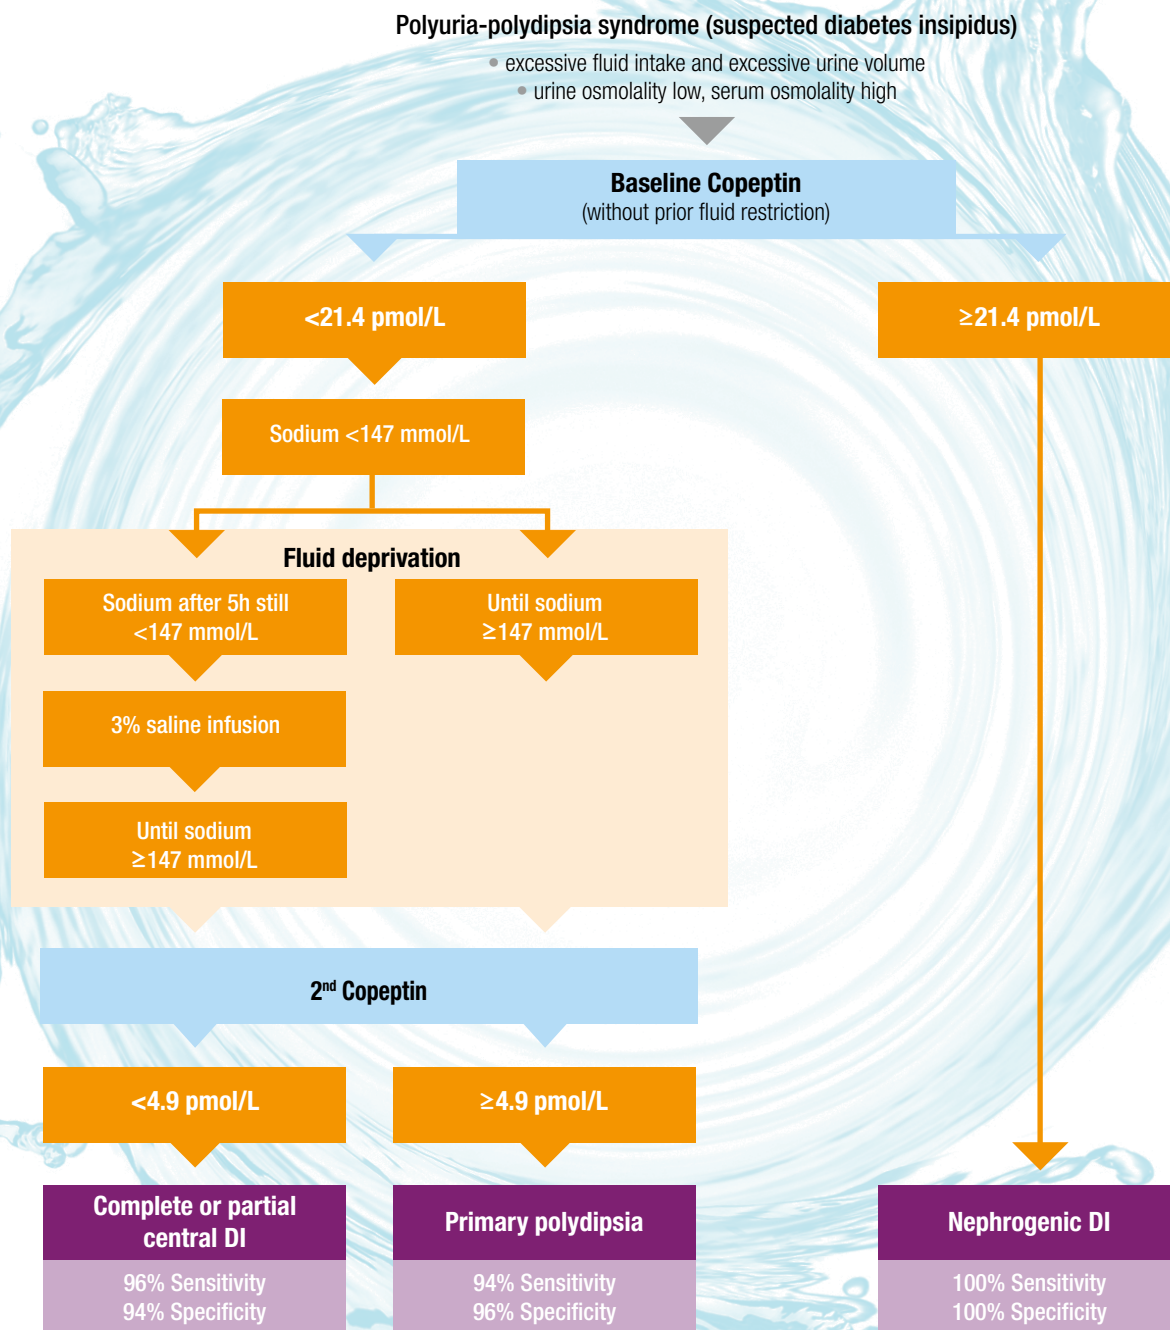 Polyuria-polydipsia syndrome (suspected diabetes insipidus)
• excessive fluid intake and excessive urine volume
• urine osmolality low, serum osmolality high
Baseline Copeptin
(without prior fluid restriction)
<21.4 pmol/L
≥21.4 pmol/L
Sodium <147 mmol/L
Fluid deprivation
Sodium after 5h still
<147 mmol/L
Until sodium
≥147 mmol/L
3% saline infusion
Until sodium
≥147 mmol/L
2nd Copeptin
<4.9 pmol/L
≥4.9 pmol/L
Complete or partial
central DI
Primary polydipsia
Nephrogenic DI
96% Sensitivity
94% Specificity
94% Sensitivity
96% Specificity
100% Sensitivity
100% Specificity